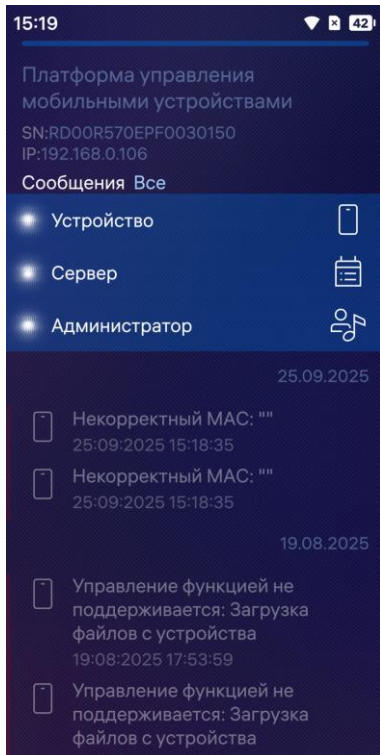 15:19
42
Платформа управления
мобильными устройствами
SN:RD00R570EPF0030150
IP:192.168.0.106
Сообщения Все
Устройство
Сервер
Администратор
25.09.2025
Некорректный MAC: ""
25:09:2025 15:18:35
Некорректный MAC: ""
25:09:2025 15:18:35
19.08.2025
Управление функцией не
поддерживается: Загрузка
файлов с устройства
19:08:2025 17:53:59
Управление функцией не
поддерживается: Загрузка
файлов с устройства